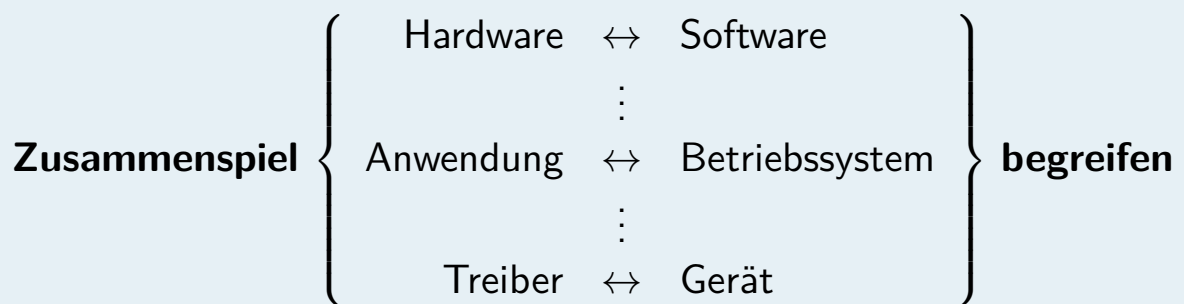 Hardware ↔ Software
⋮
Zusammenspiel { Anwendung ↔ Betriebssystem } begreifen
⋮
Treiber ↔ Gerät